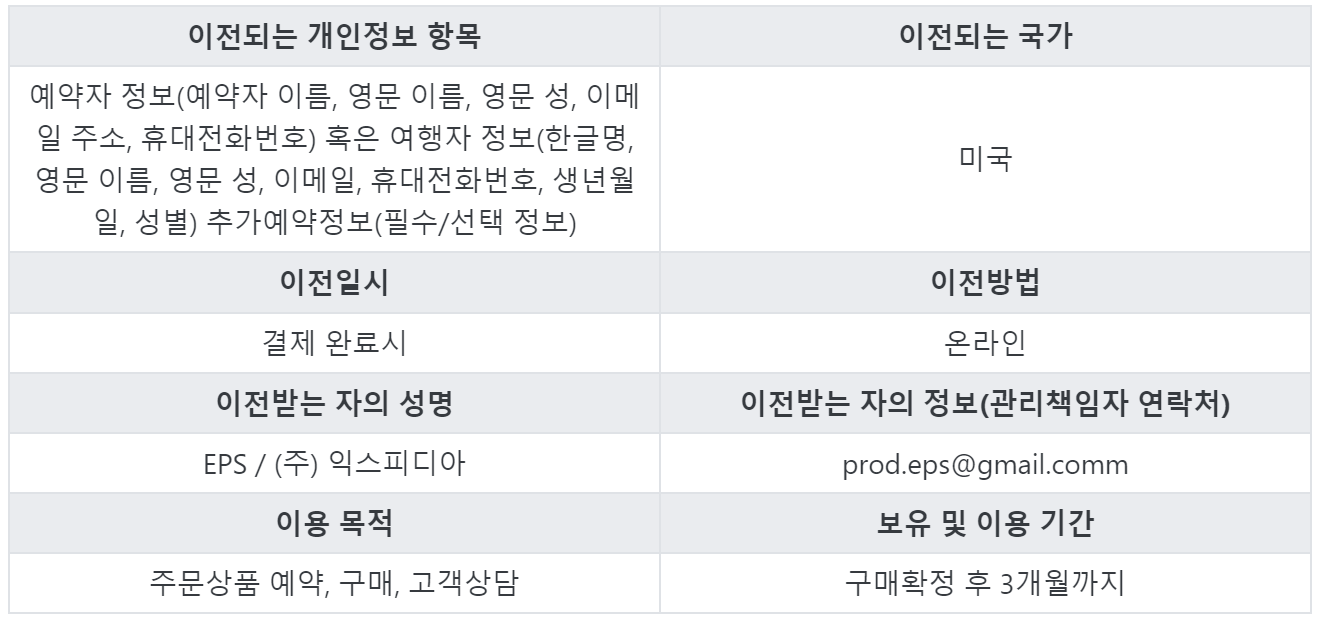 이전되는 개인정보 항목
이전되는 국가
예약자 정보(예약자 이름, 영문 이름, 영문 성, 이메
일 주소, 휴대전화번호) 혹은 여행자 정보(한글명,
영문 이름, 영문 성, 이메일, 휴대전화번호, 생년월
일, 성별) 추가예약정보(필수/선택 정보)
미국
이전일시
이전방법
결제 완료시
온라인
이전받는 자의 성명
이전받는 자의 정보(관리책임자 연락처)
EPS / (주) 익스피디아
prod.eps@gmail.comm
이용 목적
보유 및 이용 기간
주문상품 예약, 구매, 고객상담
구매확정 후 3개월까지